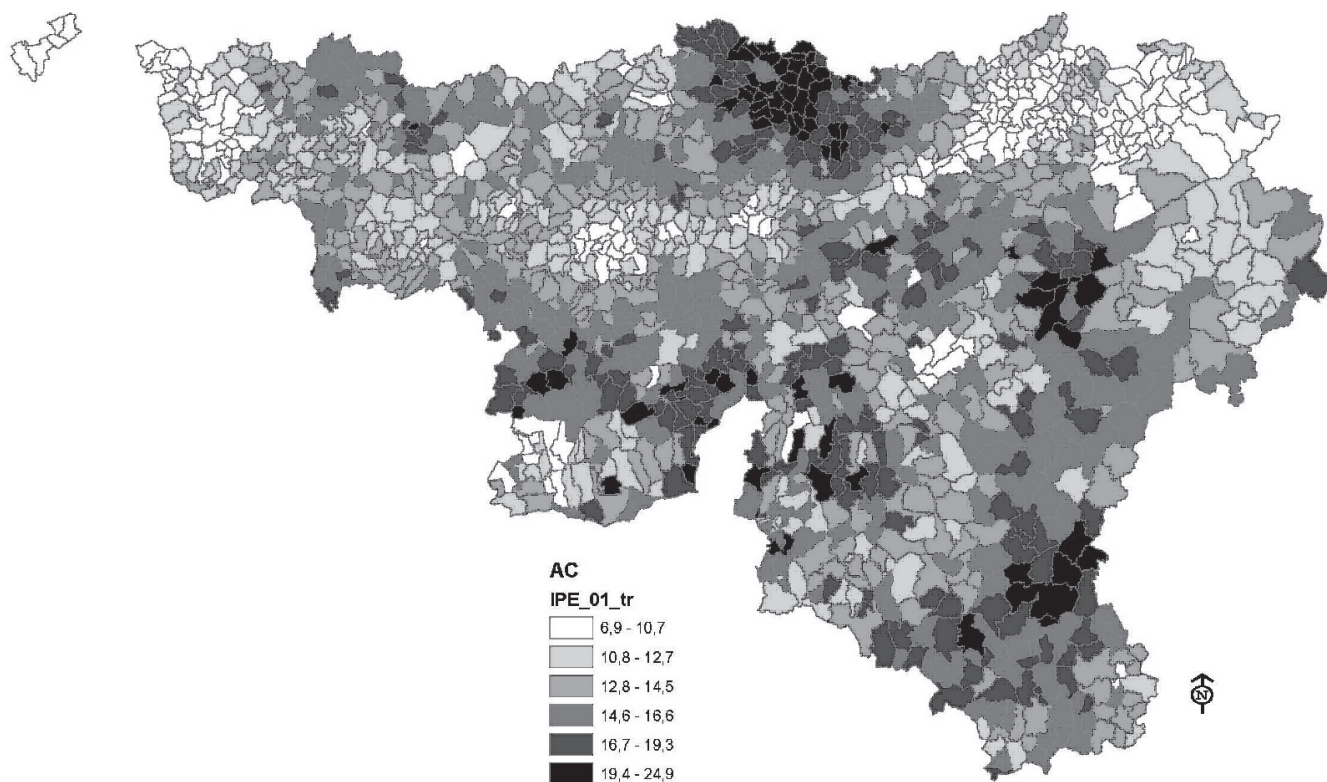 AC
IPE_01_tr
6,9 - 10,7
10,8 - 12,7
12,8 - 14,5
14,6 - 16,6
16,7 - 19,3
19,4 - 24,9
N